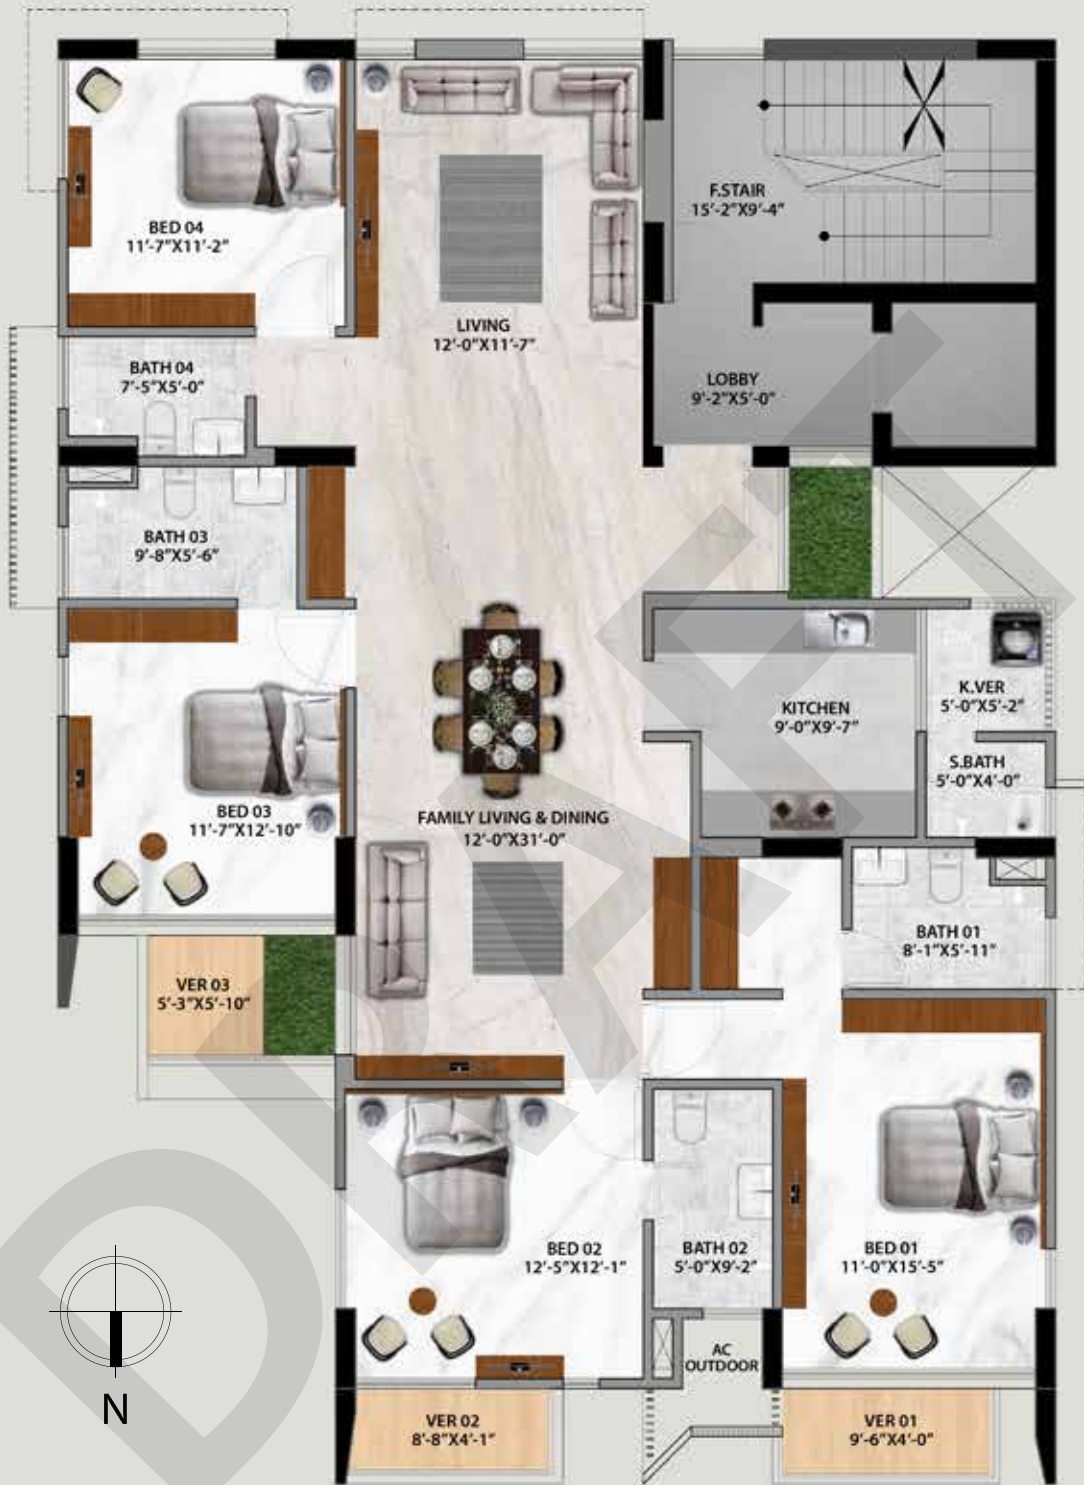 BED 04
11'-7"X11'-2"
F.STAIR
15'-2"X9'-4"
LIVING
12'-0"X11'-7"
BATH 04
7'-5"X5'-0"
LOBBY
9'-2"X5'-0"
BATH 03
9'-8"X5'-6"
KITCHEN
9'-0"X9'-7"
K.VER
5'-0"X5'-2"
S.BATH
5'-0"X4'-0"
BED 03
11'-7"X12'-10"
FAMILY LIVING & DINING
12'-0"X31'-0"
BATH 01
8'-1"X5'-11"
VER 03
5'-3"X5'-10"
BED 02
12'-5"X12'-1"
BATH 02
5'-0"X9'-2"
BED 01
11'-0"X15'-5"
AC
OUTDOOR
N
VER 02
8'-8"X4'-1"
VER 01
9'-6"X4'-0"
DRAFT